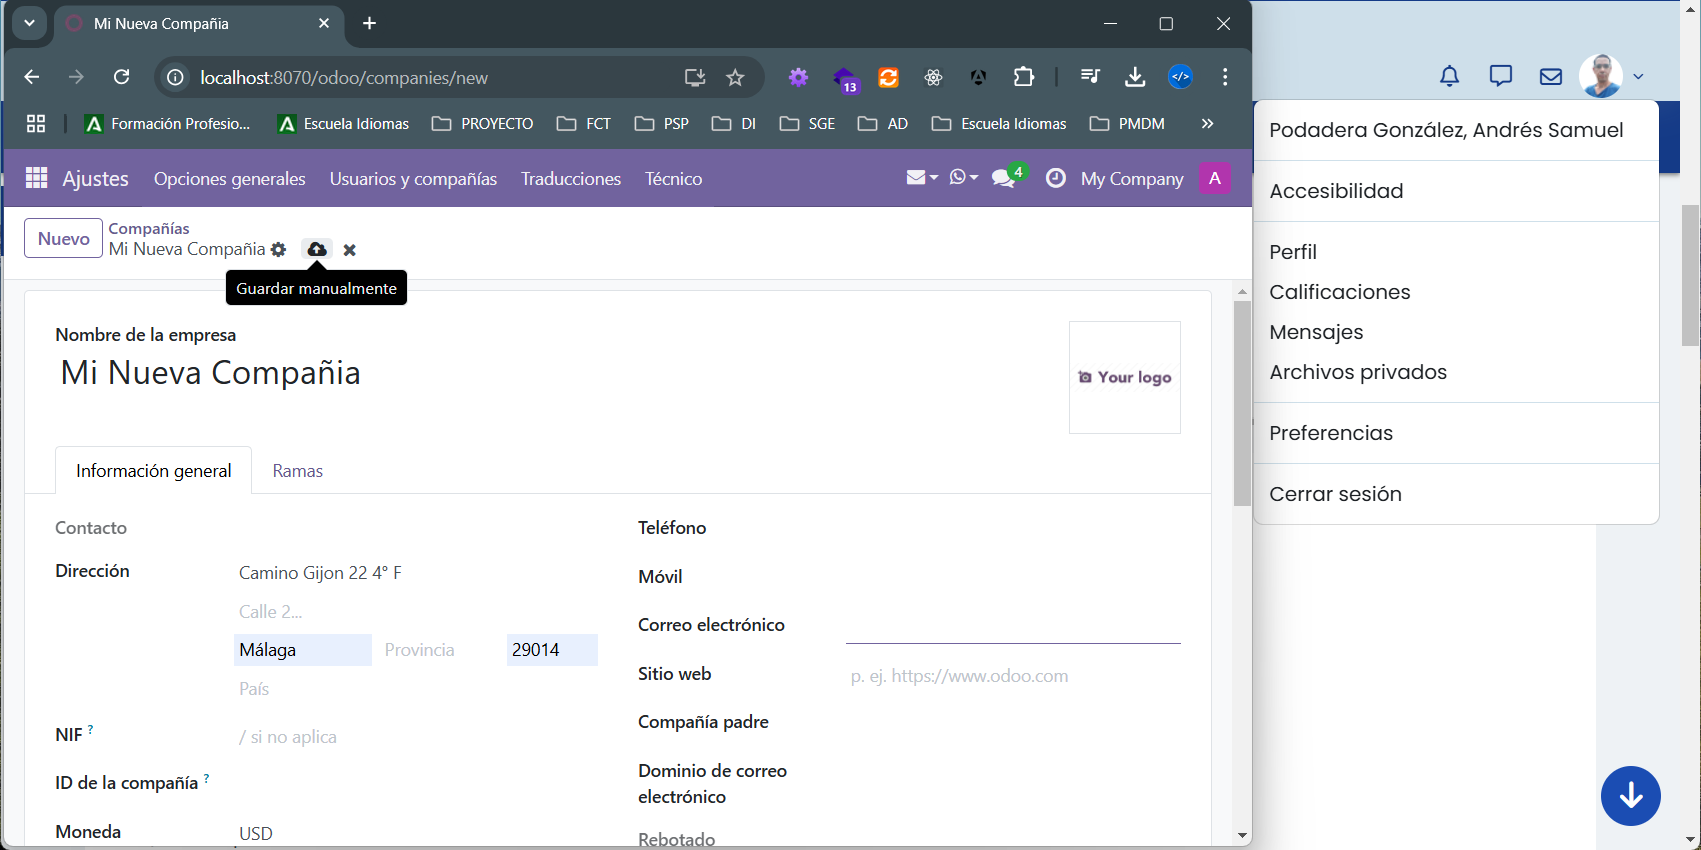 Mi Nueva Compañia
localhost:8070/odoo/companies/new
13
Formación Profesio...
Escuela Idiomas
PROYECTO
FCT
PSP
DI
SGE
AD
Escuela Idiomas
PMDM
»
Ajustes
Opciones generales
Usuarios y compañías
Traducciones
Técnico
4
My Company
A
Nuevo
Compañías
Mi Nueva Compañia
Guardar manualmente
Nombre de la empresa
Mi Nueva Compañia
Your logo
Información general
Ramas
Contacto
Dirección
Camino Gijon 22 4° F
Calle 2...
Málaga
Provincia
29014
País
NIF ?
/ si no aplica
ID de la compañía ?
Moneda
USD
Teléfono
Móvil
Correo electrónico
Sitio web
p. ej. https://www.odoo.com
Compañía padre
Dominio de correo
electrónico
Rebotado
Podadera González, Andrés Samuel
Accesibilidad
Perfil
Calificaciones
Mensajes
Archivos privados
Preferencias
Cerrar sesión